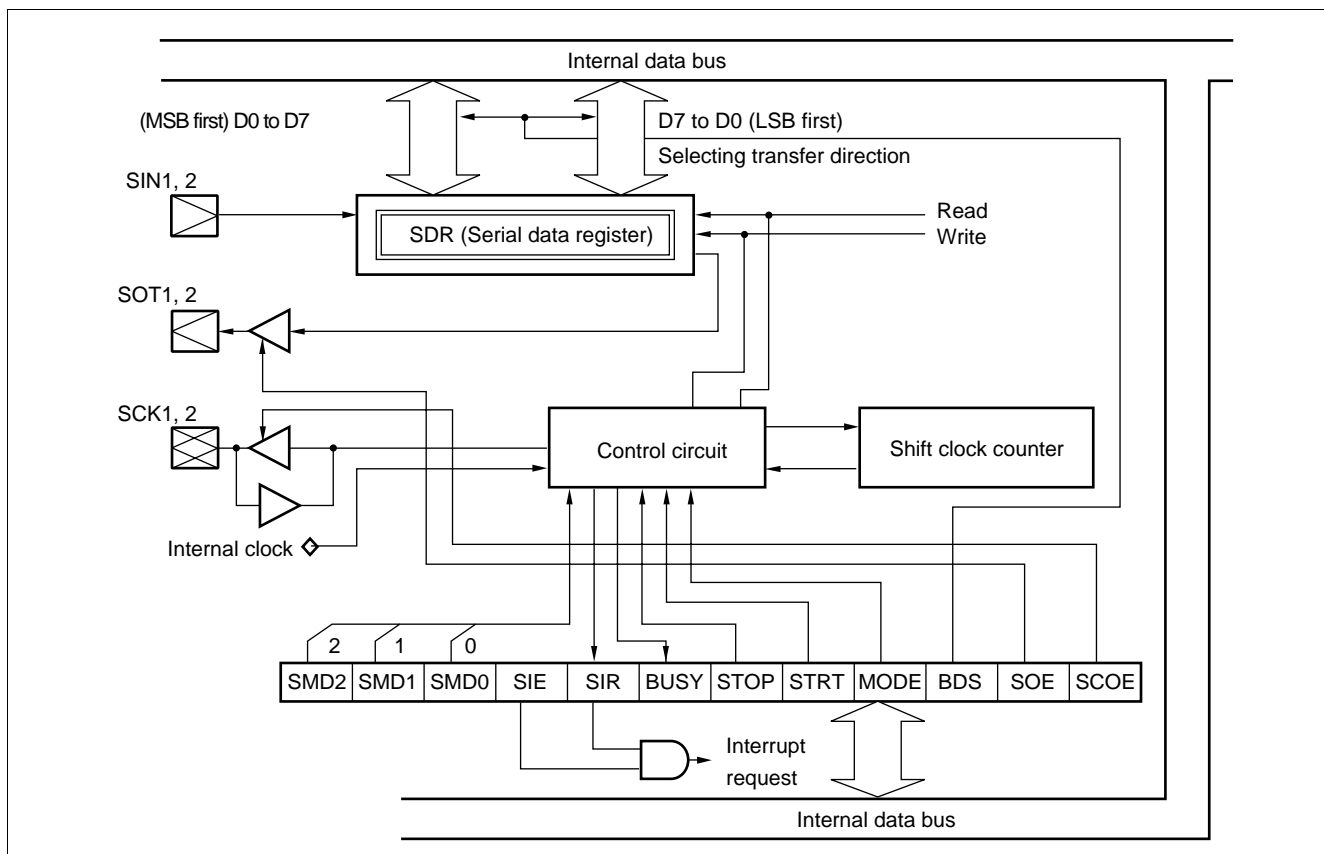 Internal data bus
(MSB first) D0 to D7
D7 to D0 (LSB first)
Selecting transfer direction
SIN1, 2
SDR (Serial data register)
Read
Write
SOT1, 2
SCK1, 2
Control circuit
Shift clock counter
Internal clock
2
1
0
SMD2 SMD1 SMD0 SIE SIR BUSY STOP STRT MODE BDS SOE SCOE
Interrupt
request
Internal data bus